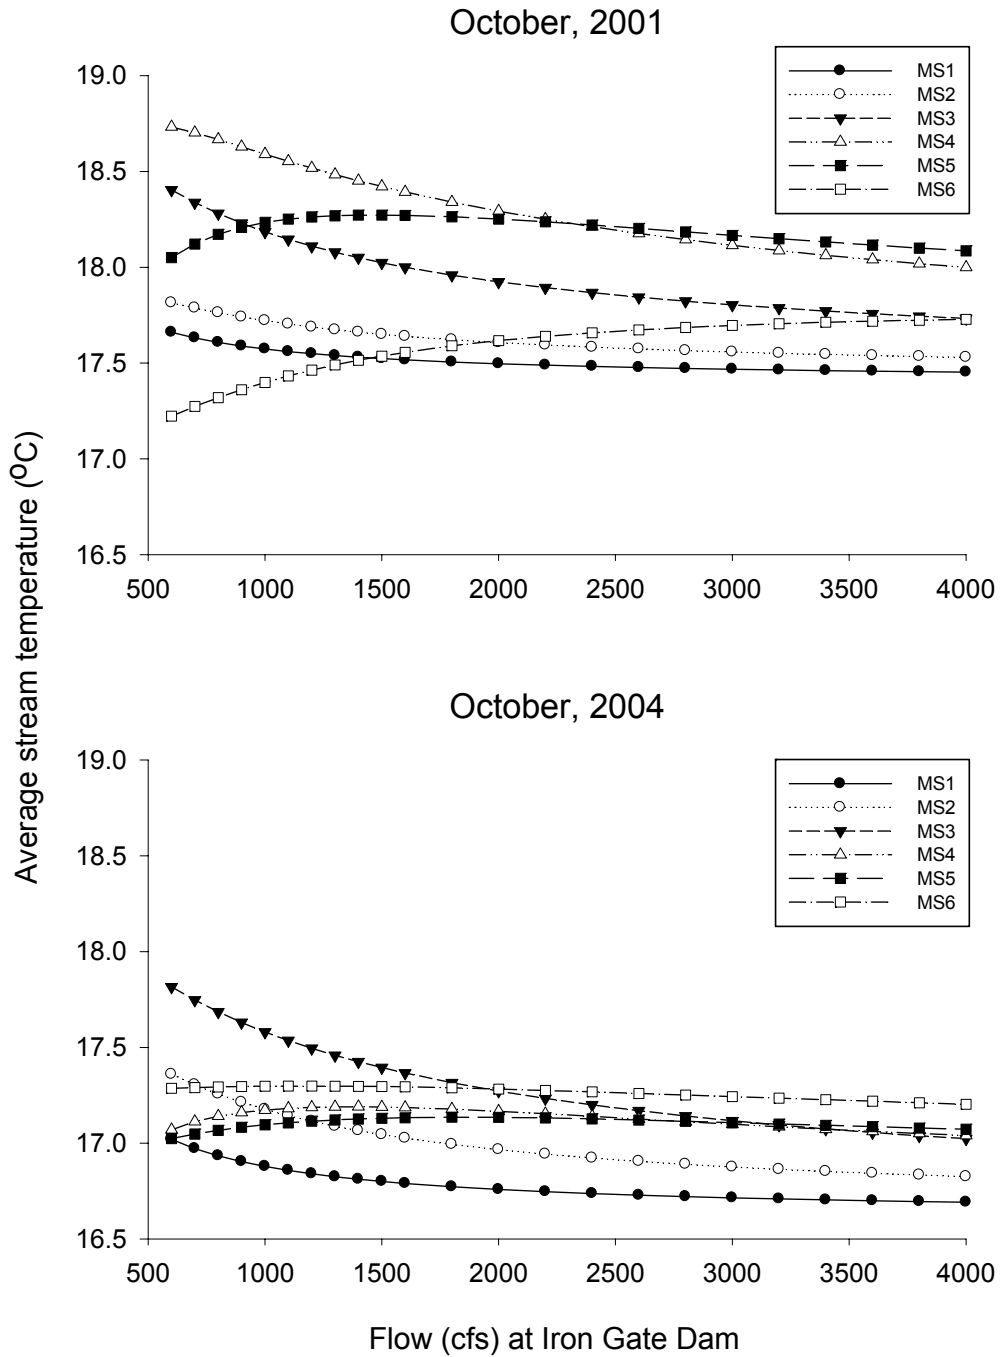 October, 2001
19.0
18.5
18.0
17.5
17.0
16.5
500 1000 1500 2000 2500 3000 3500 4000
MS1
MS2
MS3
MS4
MS5
MS6
Average stream temperature (ºC)
October, 2004
19.0
18.5
18.0
17.5
17.0
16.5
500 1000 1500 2000 2500 3000 3500 4000
MS1
MS2
MS3
MS4
MS5
MS6
Flow (cfs) at Iron Gate Dam